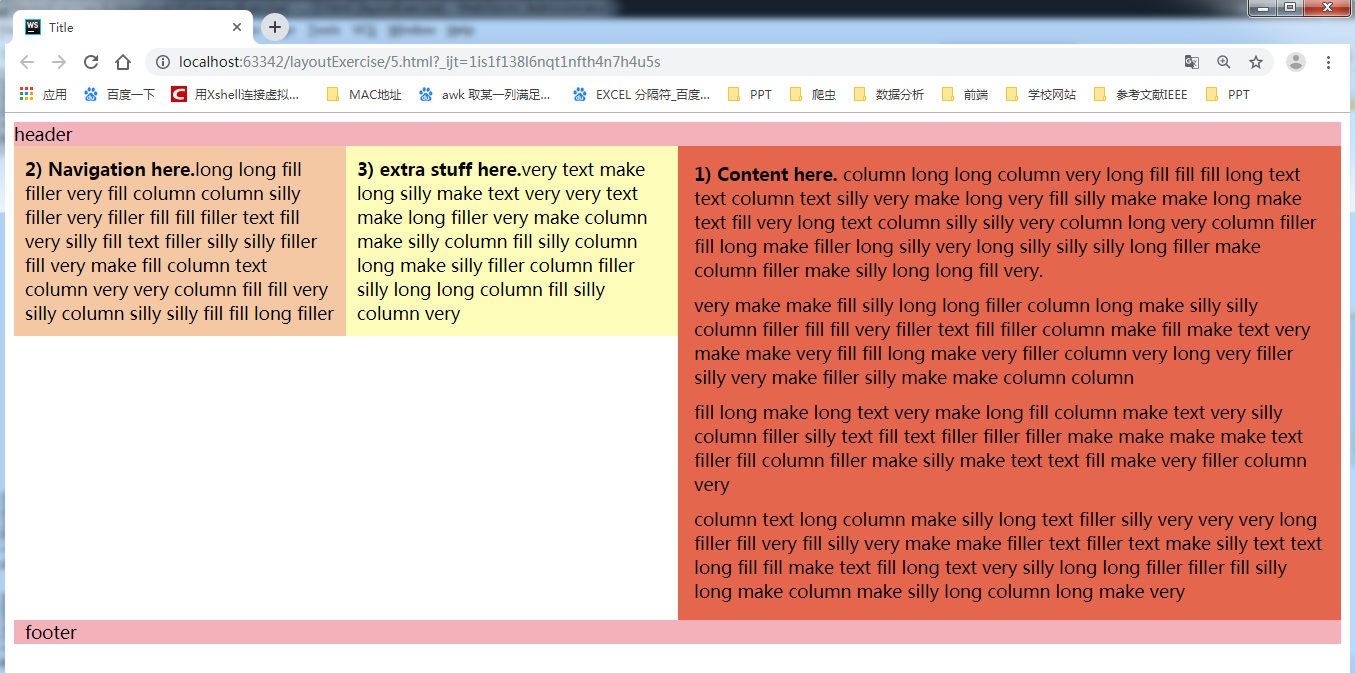 WS
Title
localhost:63342/layoutExercise/5.html?_ijt=1is1f138l6nqt1nfth4n7h4u5s
应用 百度一下 用Xshell连接虚拟... MAC地址 awk 取某一列满足... EXCEL 分隔符_百度... PPT 爬虫 数据分析 前端 学校网站 参考文献IEEE PPT
header
2) Navigation here.long long fill
filler very fill column column silly
filler very filler fill fill filler text fill
very silly fill text filler silly silly filler
fill very make fill column text
column very very column fill fill very
silly column silly silly fill fill long filler
3) extra stuff here.very text make
long silly make text very very text
make long filler very make column
make silly column fill silly column
long make silly filler column filler
silly long long column fill silly
column very
1) Content here. column long long column very long fill fill fill long text
text column text silly very make long very fill silly make make long make
text fill very long text column silly silly very column long very column filler
fill long make filler long silly very long silly silly silly long filler make
column filler make silly long long fill very.
very make make fill silly long long filler column long make silly silly
column filler fill fill very filler text fill filler column make fill make text very
make make very fill fill long make very filler column very long very filler
silly very make filler silly make make column column
fill long make long text very make long fill column make text very silly
column filler silly text fill text filler filler filler make make make make text
filler fill column filler make silly make text text fill make very filler column
very
column text long column make silly long text filler silly very very very long
filler fill very fill silly very make make filler text filler text make silly text text
long fill fill make text fill long text very silly long long filler filler fill silly
long make column make silly long column long make very
footer